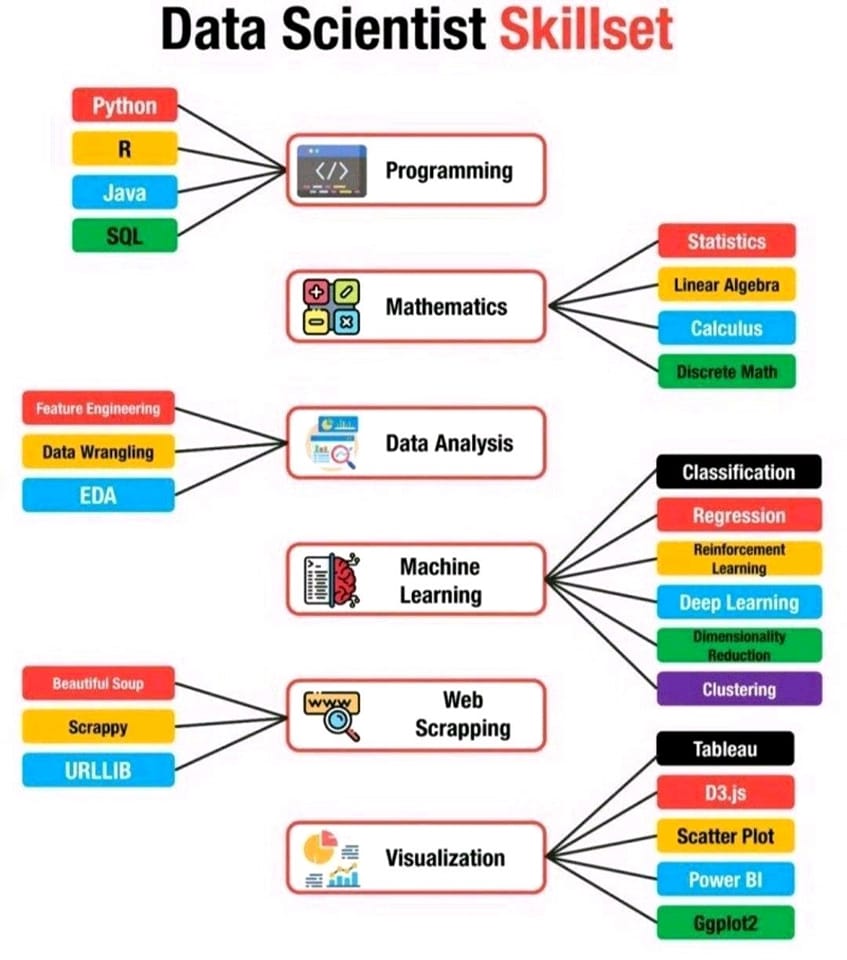 Data Scientist Skillset
Python
R
Java
SQL
</>
Programming
Mathematics
Statistics
Linear Algebra
Calculus
Discrete Math
Feature Engineering
Data Wrangling
EDA
Data Analysis
Machine
Learning
Classification
Regression
Reinforcement
Learning
Deep Learning
Dimensionality
Reduction
Clustering
Beautiful Soup
Scrappy
URLLIB
www
Web
Scrapping
Visualization
Tableau
D3.js
Scatter Plot
Power BI
Ggplot2